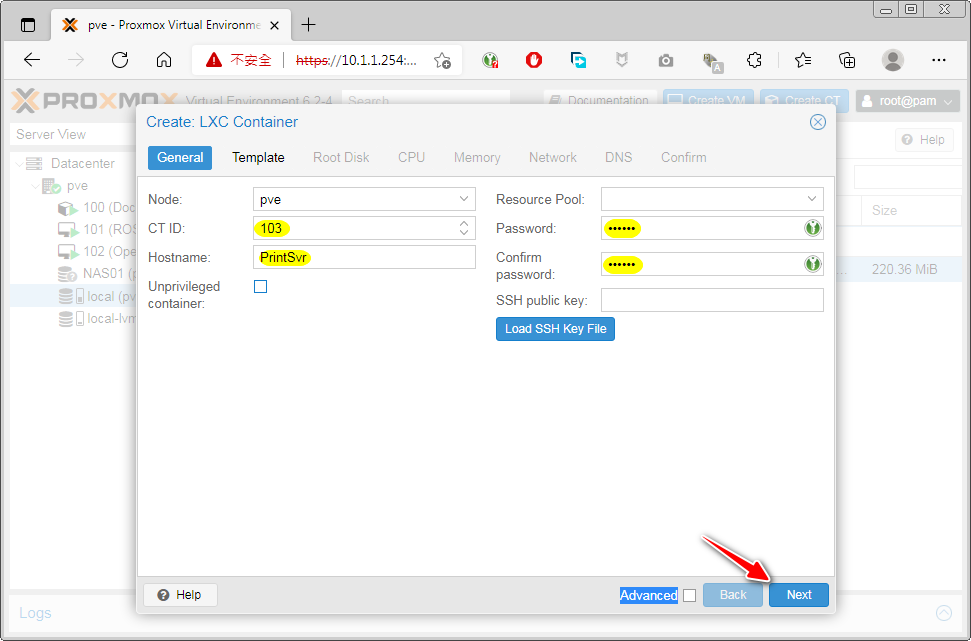 pve - Proxmox Virtual Environme
不安全
https://10.1.1.254:...
PROXMOX Virtual Environment 6.2-4 Search Documentation Create VM Create CT root@pam
Server View
Help
Datacenter
pve
100 (Doc
101 (ROS
102 (Ope
NAS01 (p
local (pv
local-lvm
Size
... 220.36 MiB
Create: LXC Container
General Template Root Disk CPU Memory Network DNS Confirm
Node: pve
CT ID: 103
Hostname: PrintSvr
Unprivileged
container:
Resource Pool:
Password: ••••••
Confirm
password: ••••••
SSH public key:
Load SSH Key File
Help Advanced Back Next
Logs